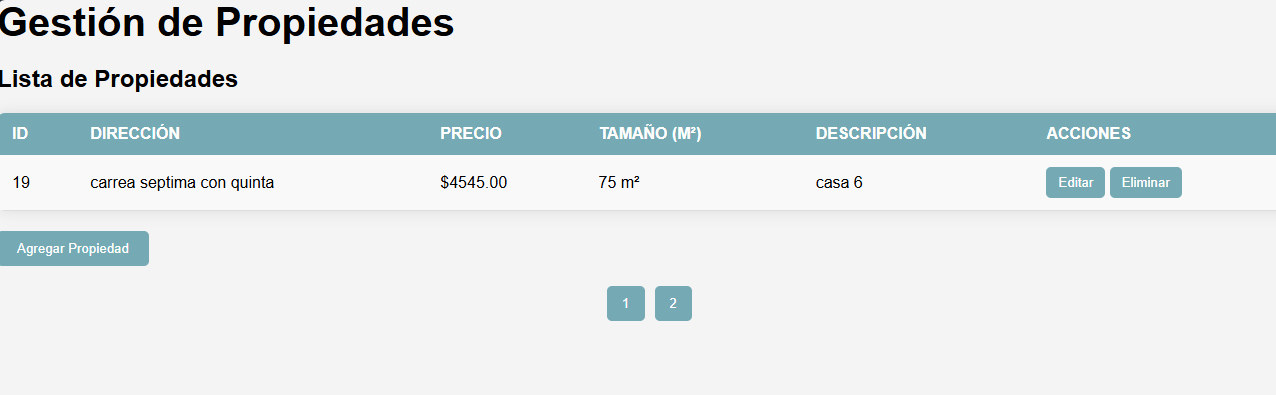 Gestión de Propiedades
Lista de Propiedades
ID DIRECCIÓN PRECIO TAMAÑO (M²) DESCRIPCIÓN ACCIONES
19 carrea septima con quinta $4545.00 75 m² casa 6 Editar Eliminar
Agregar Propiedad
1 2